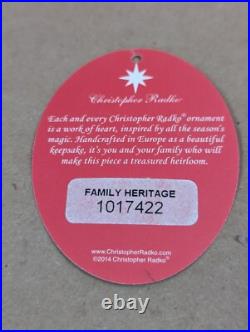 Christopher Radko®
Each and every Christopher Radko® ornament
is a work of heart, inspired by all the season's
magic. Handcrafted in Europe as a beautiful
keepsake, it's you and your family who will
make this piece a treasured heirloom.
FAMILY HERITAGE
1017422
www.ChristopherRadko.com
©2014 Christopher Radko®